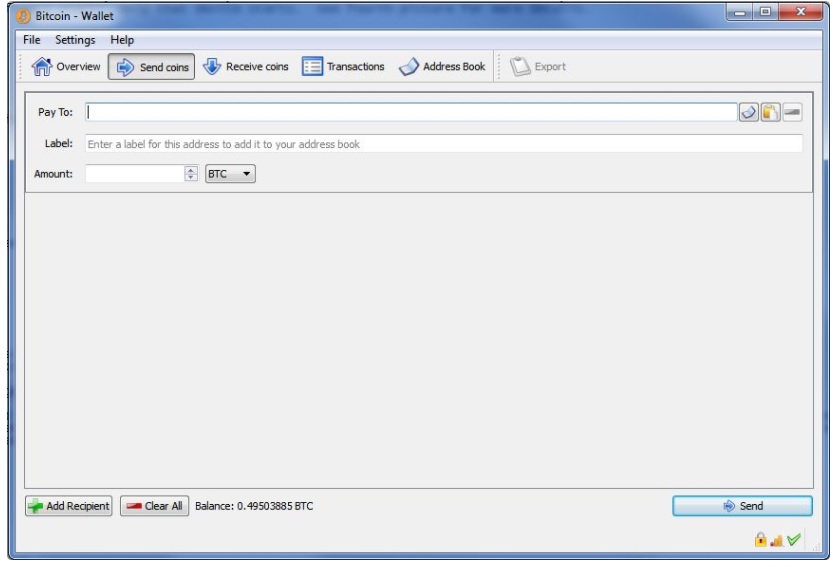 Bitcoin - Wallet
File Settings Help
Overview Send coins Receive coins Transactions Address Book Export
Pay To:
Label: Enter a label for this address to add it to your address book
Amount: BTC
Add Recipient Clear All Balance: 0.49503885 BTC Send